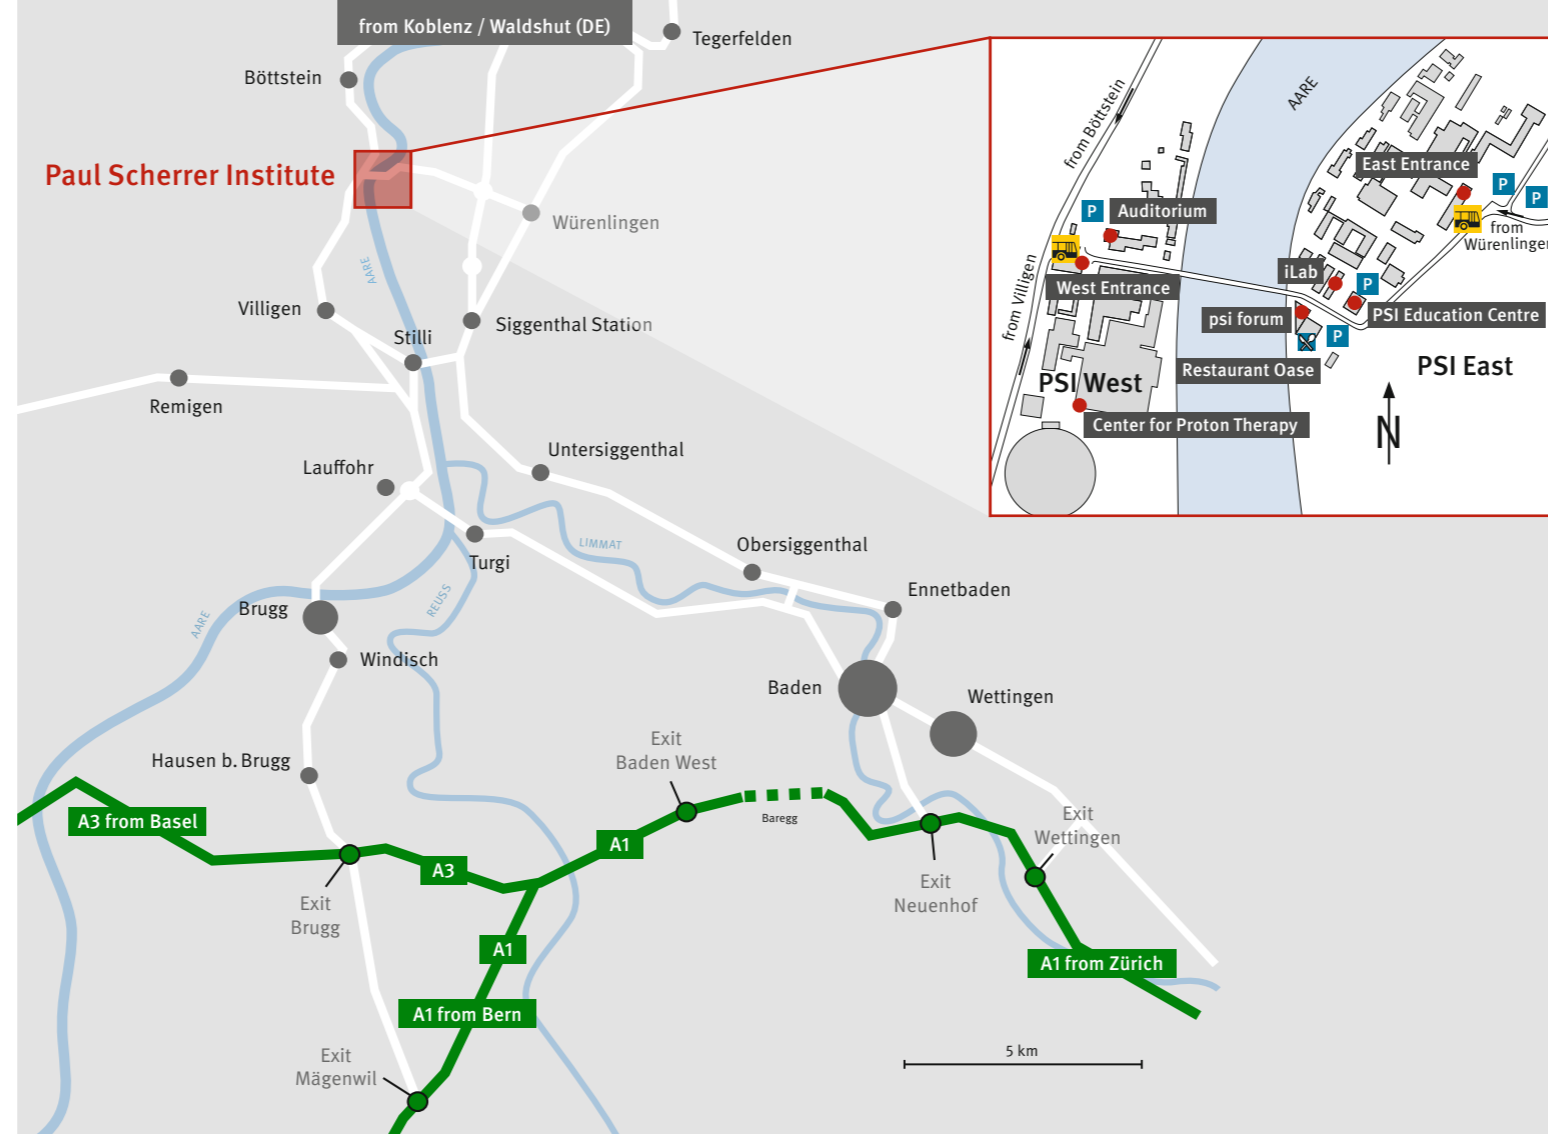 from Koblenz / Waldshut (DE)
Tegerfelden
Böttstein
Paul Scherrer Institute
Würenlingen
AARE
Villigen
Siggenthal Station
Stilli
Remigen
Lauffohr
Untersiggenthal
Turgi
LIMMAT
Obersiggenthal
Ennetbaden
REUSS
AARE
Brugg
Windisch
Baden
Wettingen
Hausen b. Brugg
Exit
Baden West
Baregg
A3 from Basel
A3
A1
Exit
Brugg
Exit
Neuenhof
Exit
Wettingen
A1
A1 from Zürich
A1 from Bern
Exit
Mägenwil
5 km
from Böttstein
AARE
East Entrance
P
P
P
Auditorium
from
Würenlingen
iLab
P
West Entrance
from Villigen
psi forum
PSI Education Centre
P
Restaurant Oase
PSI West
PSI East
Center for Proton Therapy
N